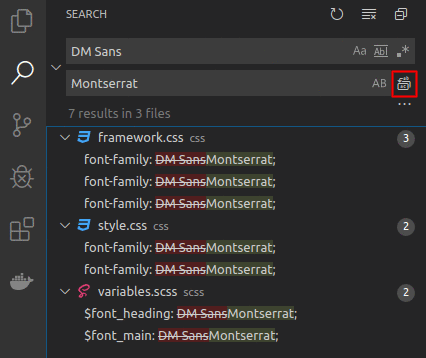 SEARCH
DM Sans Aa Abl .*
Montserrat AB
7 results in 3 files
framework.css css 3
font-family: DM SansMontserrat;
font-family: DM SansMontserrat;
font-family: DM SansMontserrat;
style.css css 2
font-family: DM SansMontserrat;
font-family: DM SansMontserrat;
variables.scss scss 2
$font_heading: DM SansMontserrat;
$font_main: DM SansMontserrat;